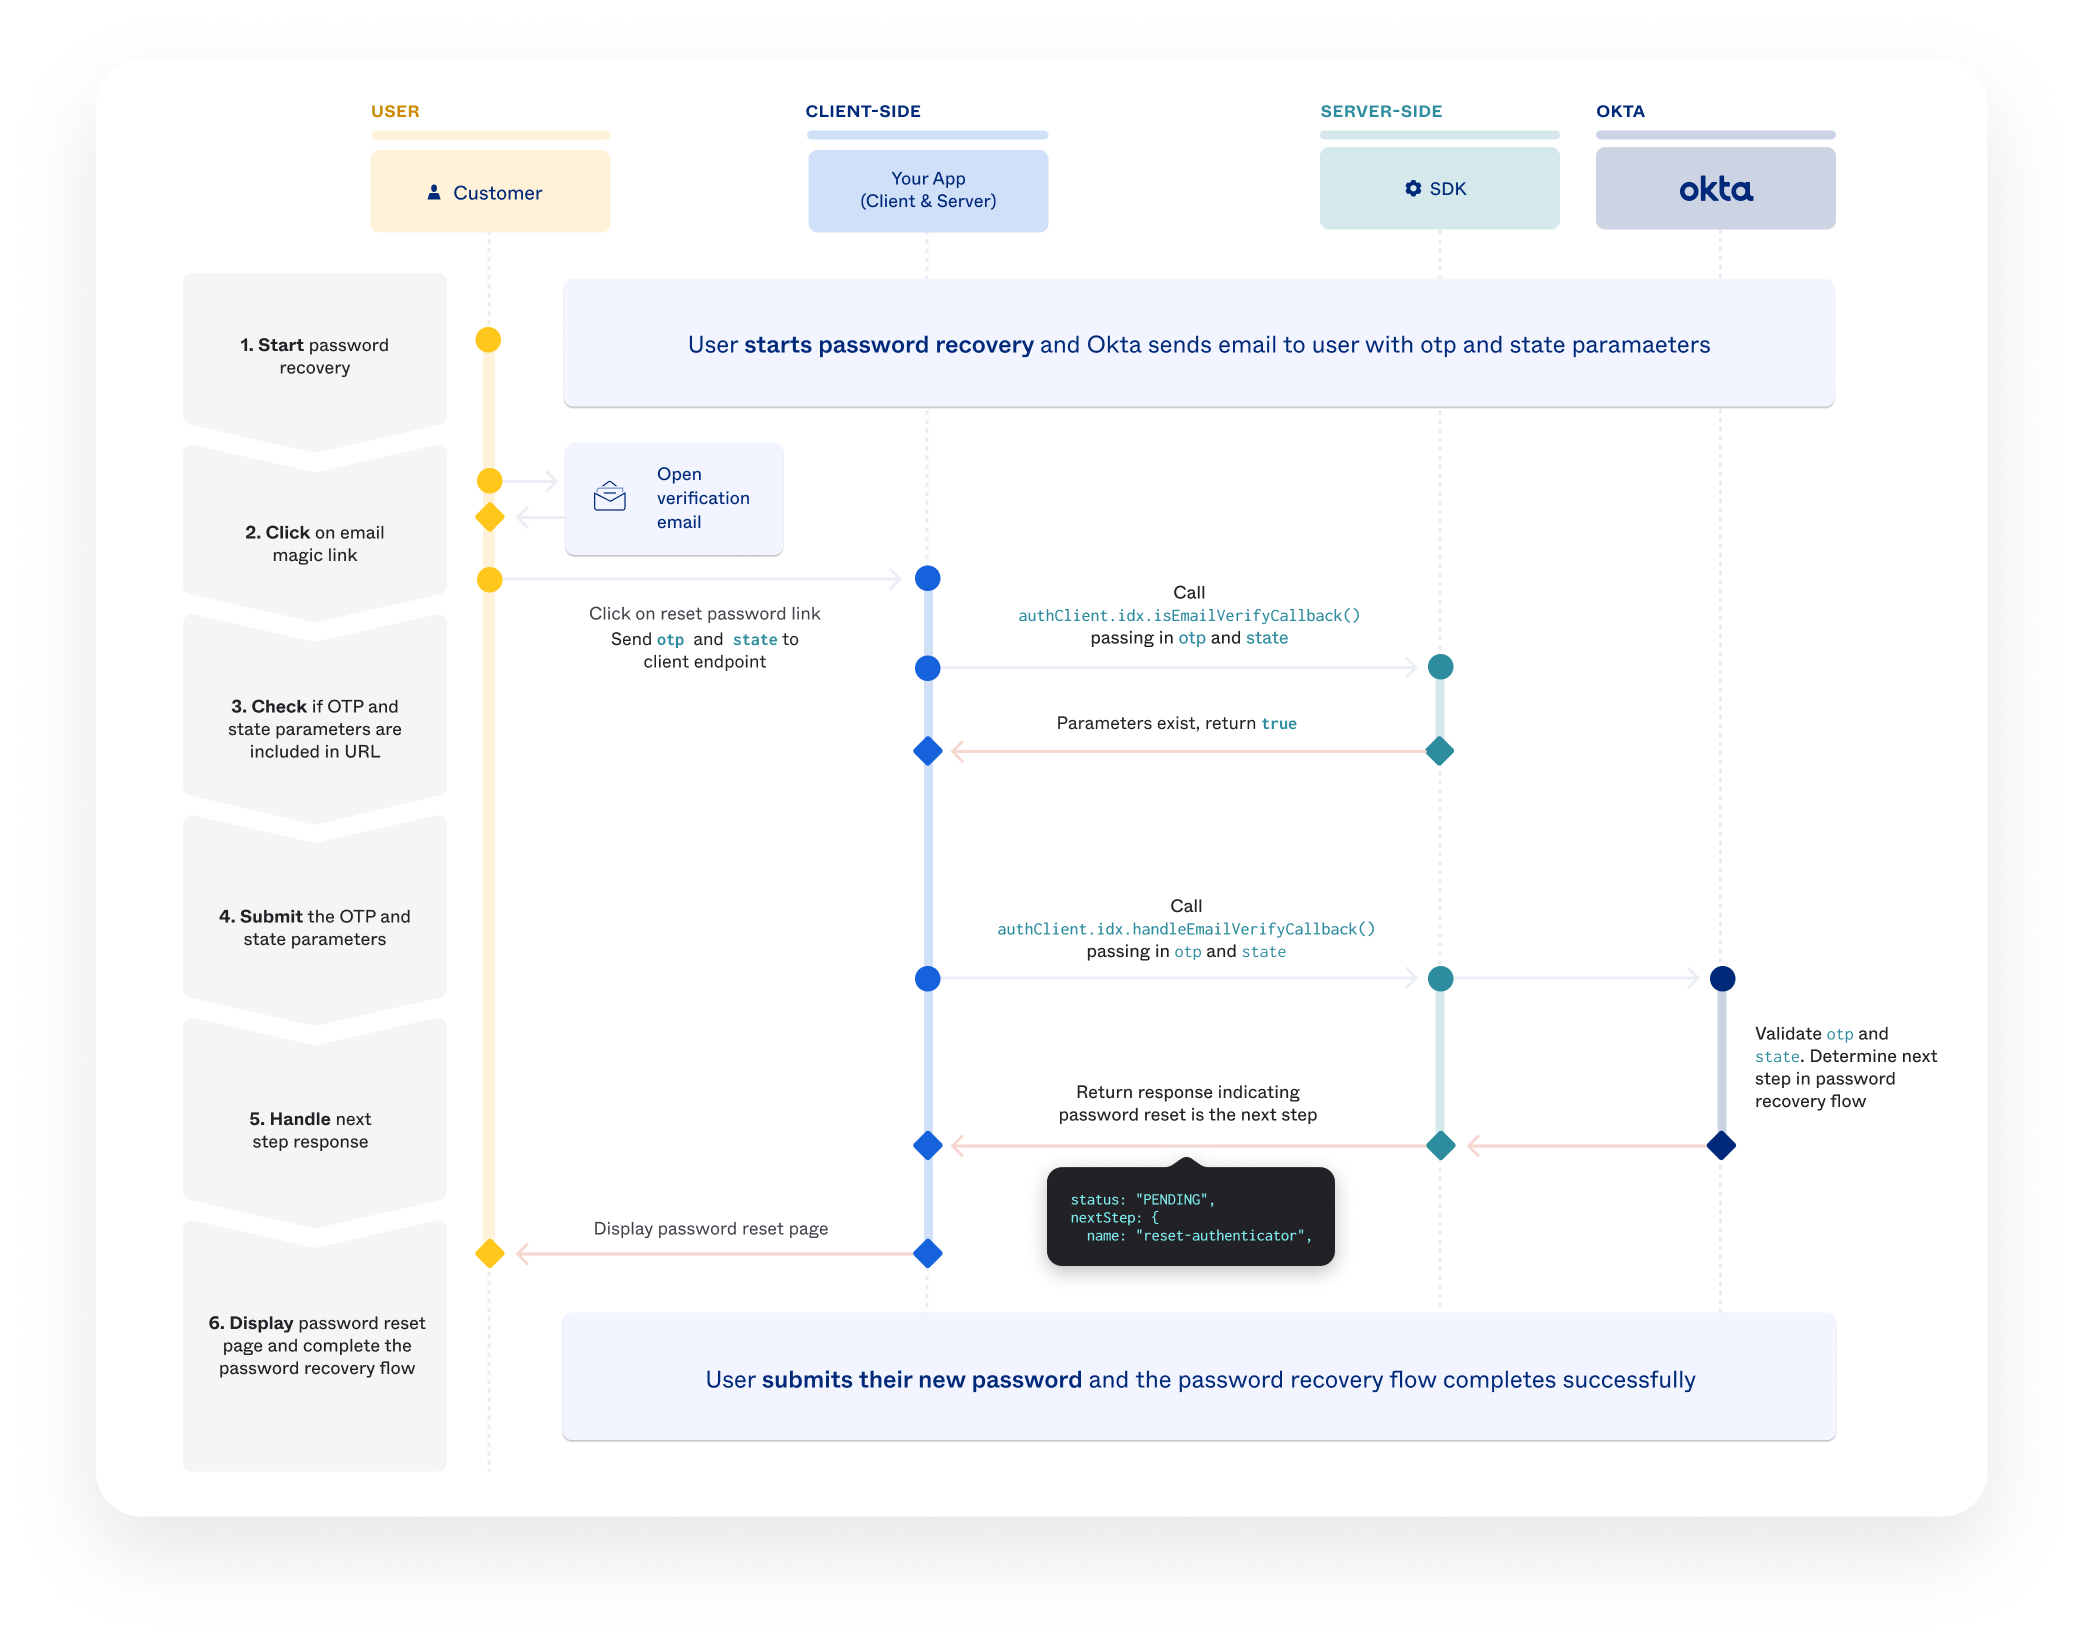 USER
CLIENT-SIDE
SERVER-SIDE
OKTA
Customer
Your App
(Client & Server)
SDK
okta
1. Start password
recovery
User starts password recovery and Okta sends email to user with otp and state paramaeters
Open
verification
email
2. Click on email
magic link
Click on reset password link
Send otp and state to
client endpoint
Call
authClient.idx.isEmailVerifyCallback()
passing in otp and state
3. Check if OTP and
state parameters are
included in URL
Parameters exist, return true
4. Submit the OTP and
state parameters
Call
authClient.idx.handleEmailVerifyCallback()
passing in otp and state
Validate otp and
state. Determine next
step in password
recovery flow
5. Handle next
step response
Return response indicating
password reset is the next step
status: "PENDING",
nextStep: {
name: "reset-authenticator",
Display password reset page
6. Display password reset
page and complete the
password recovery flow
User submits their new password and the password recovery flow completes successfully